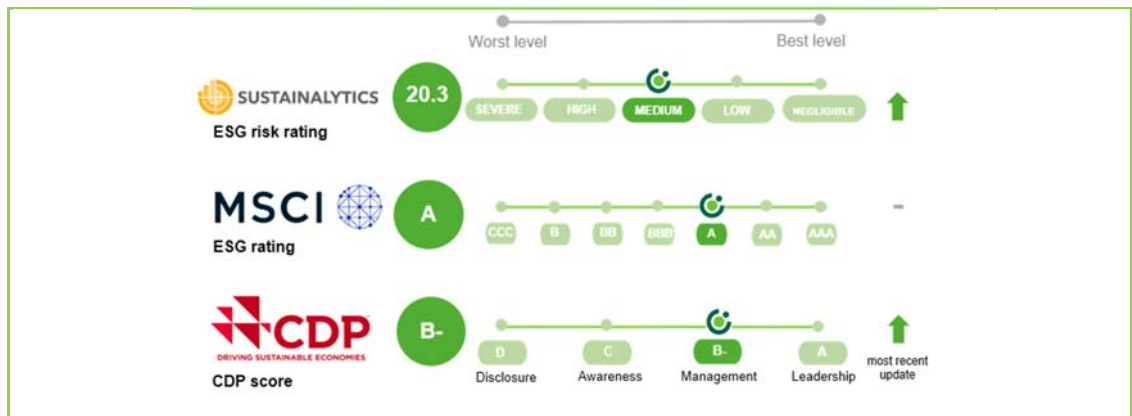 Worst level Best level
SUSTAINALYTICS 20.3 SEVERE HIGH MEDIUM LOW NEGLIGIBLE
ESG risk rating
MSCI A CCC B BB BBB A AA AAA -
ESG rating
CDP B- D C B- A
DRIVING SUSTAINABLE ECONOMIES
CDP score Disclosure Awareness Management Leadership most recent
update